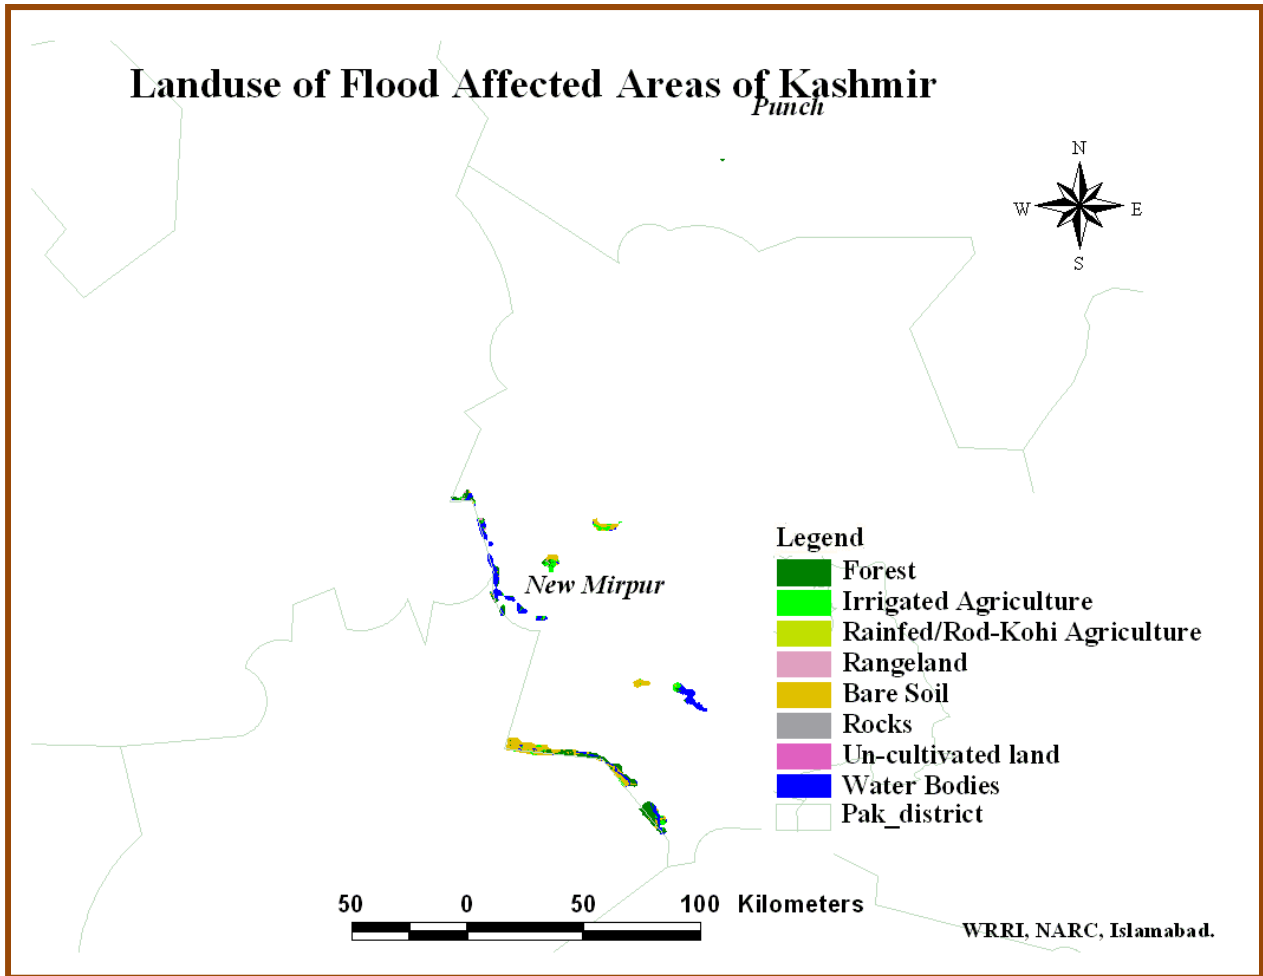 Landuse of Flood Affected Areas of Kashmir
Punch
N
W E
S
New Mirpur
Legend
Forest
Irrigated Agriculture
Rainfed/Rod-Kohi Agriculture
Rangeland
Bare Soil
Rocks
Un-cultivated land
Water Bodies
Pak_district
50 0 50 100 Kilometers
WRRI, NARC, Islamabad.